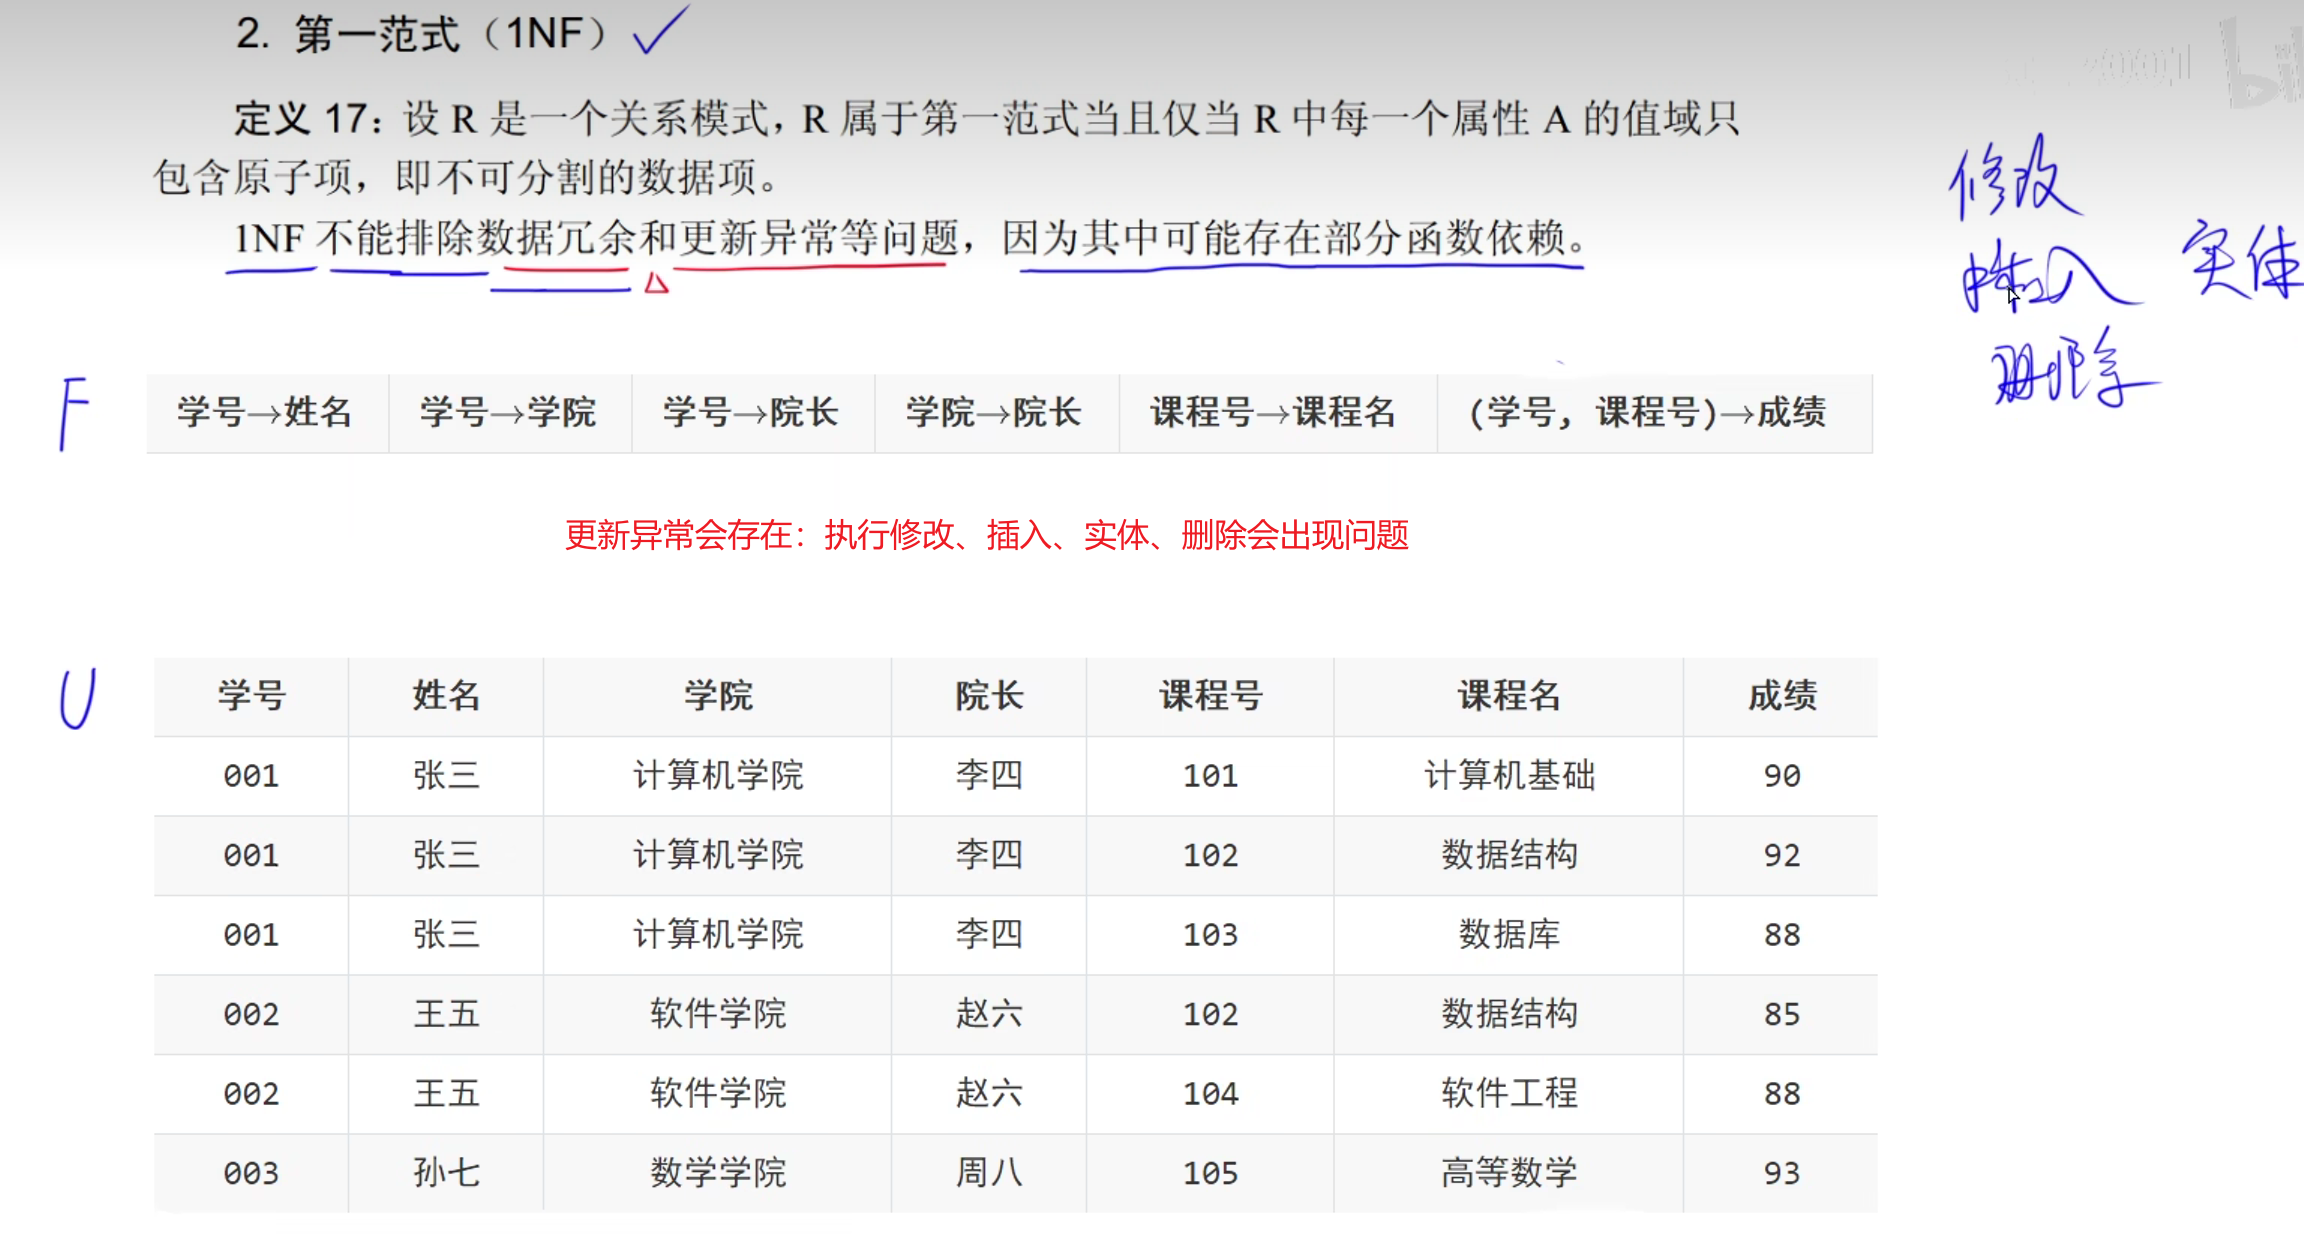 2. 第一范式（1NF）
定义 17：设 R 是一个关系模式，R 属于第一范式当且仅当 R 中每一个属性 A 的值域只
包含原子项，即不可分割的数据项。
1NF 不能排除数据冗余和更新异常等问题，因为其中可能存在部分函数依赖。
修改
插入 实体
删除
F
学号→姓名 学号→学院 学号→院长 学院→院长 课程号→课程名 (学号, 课程号)→成绩
更新异常会存在：执行修改、插入、实体、删除会出现问题
U
学号 姓名 学院 院长 课程号 课程名 成绩
001 张三 计算机学院 李四 101 计算机基础 90
001 张三 计算机学院 李四 102 数据结构 92
001 张三 计算机学院 李四 103 数据库 88
002 王五 软件学院 赵六 102 数据结构 85
002 王五 软件学院 赵六 104 软件工程 88
003 孙七 数学学院 周八 105 高等数学 93